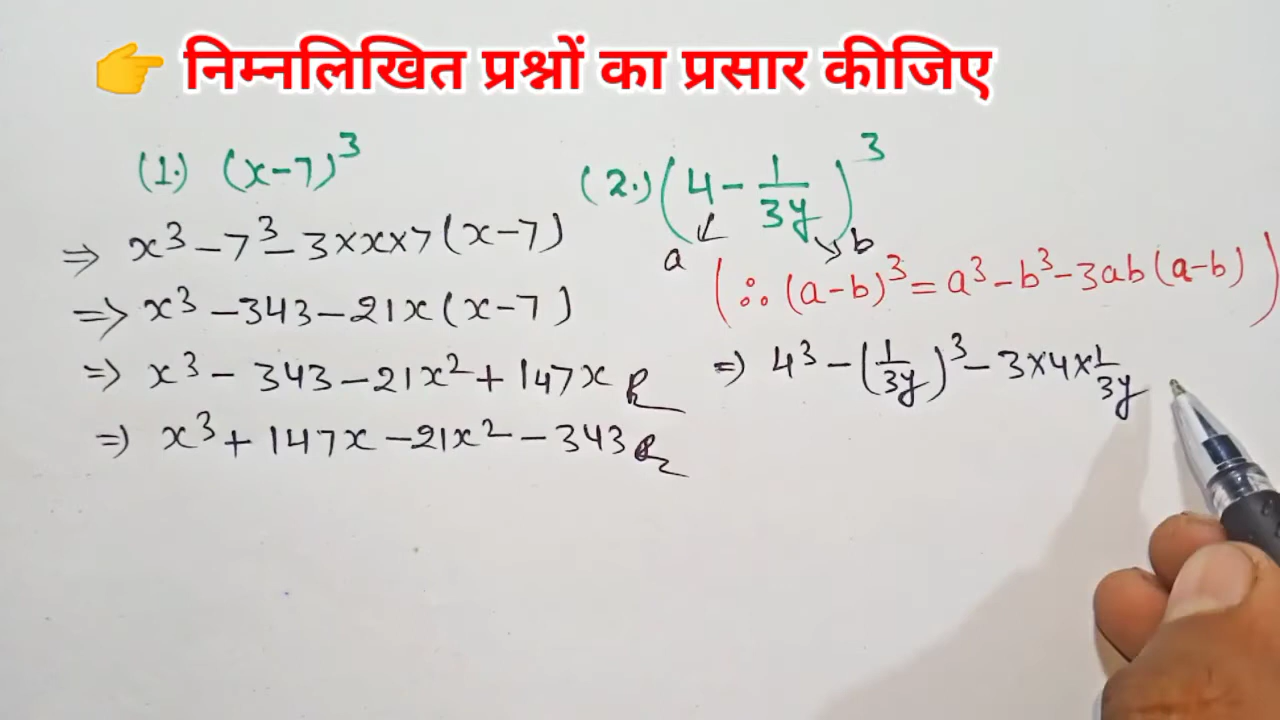 👉 निम्नलिखित प्रश्नों का प्रसार कीजिए
(1.) (x-7)³
⇒ x³ - 7³ - 3×x×7(x-7)
⇒ x³ - 343 - 21x(x-7)
⇒ x³ - 343 - 21x² + 147x
⇒ x³ + 147x - 21x² - 343
(2.) (4 - 1/3y)³
a b
(∴ (a-b)³ = a³ - b³ - 3ab(a-b))
⇒ 4³ - (1/3y)³ - 3×4×1/3y